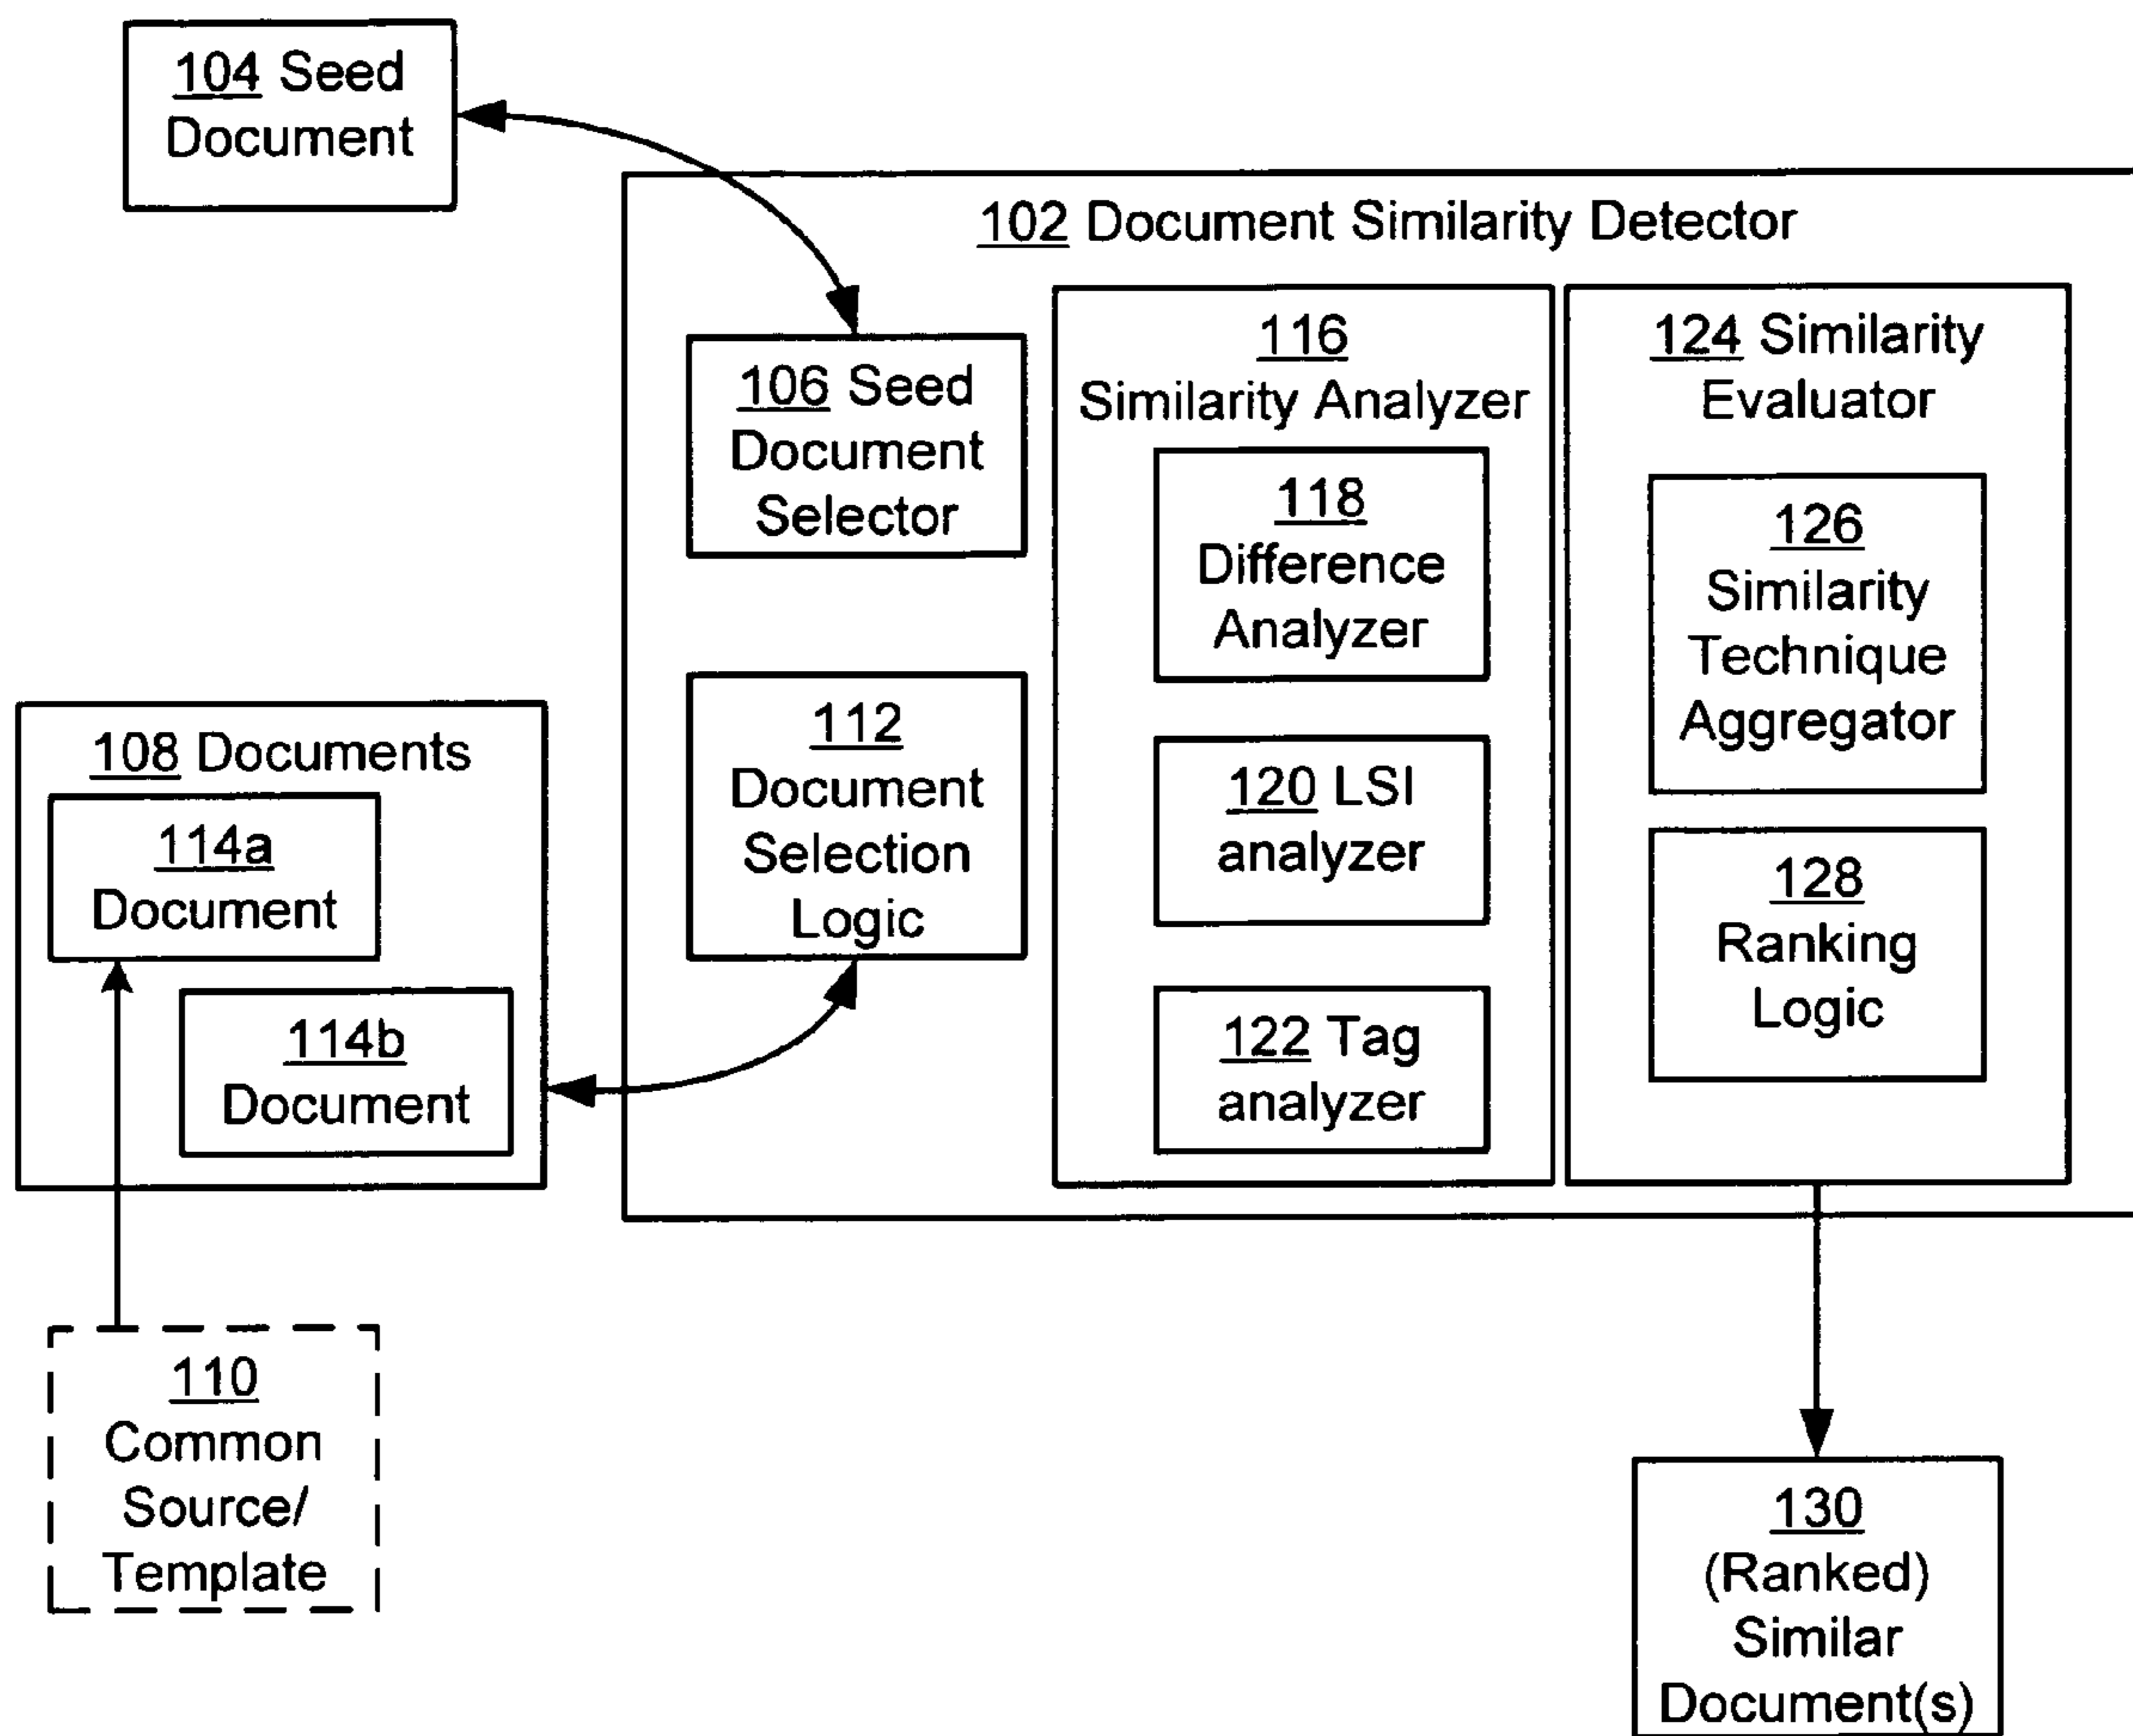 104 Seed
Document
102 Document Similarity Detector
106 Seed
Document
Selector
116
Similarity Analyzer
118
Difference
Analyzer
120 LSI
analyzer
122 Tag
analyzer
124 Similarity
Evaluator
126
Similarity
Technique
Aggregator
128
Ranking
Logic
112
Document
Selection
Logic
108 Documents
114a
Document
114b
Document
110
Common
Source/
Template
130
(Ranked)
Similar
Document(s)